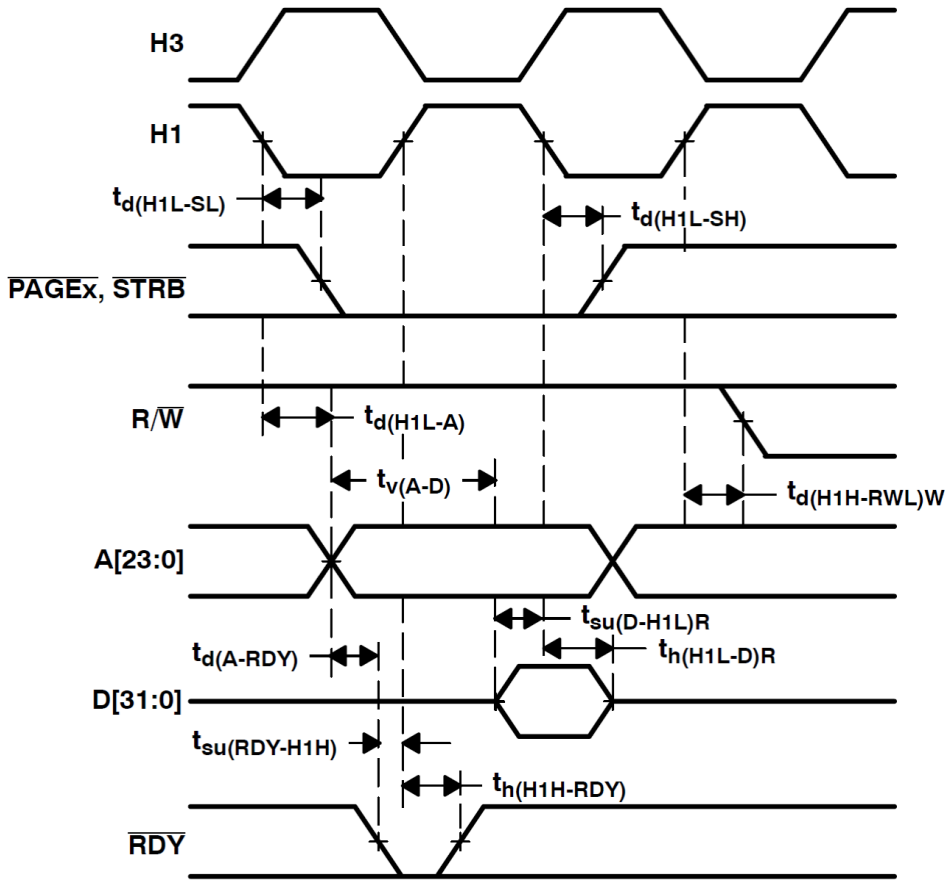 H3
H1
td(H1L-SL)
td(H1L-SH)
PAGEx, STRB
R/W
td(H1L-A)
tv(A-D)
td(H1H-RWL)W
A[23:0]
tsu(D-H1L)R
td(A-RDY)
th(H1L-D)R
D[31:0]
tsu(RDY-H1H)
th(H1H-RDY)
RDY